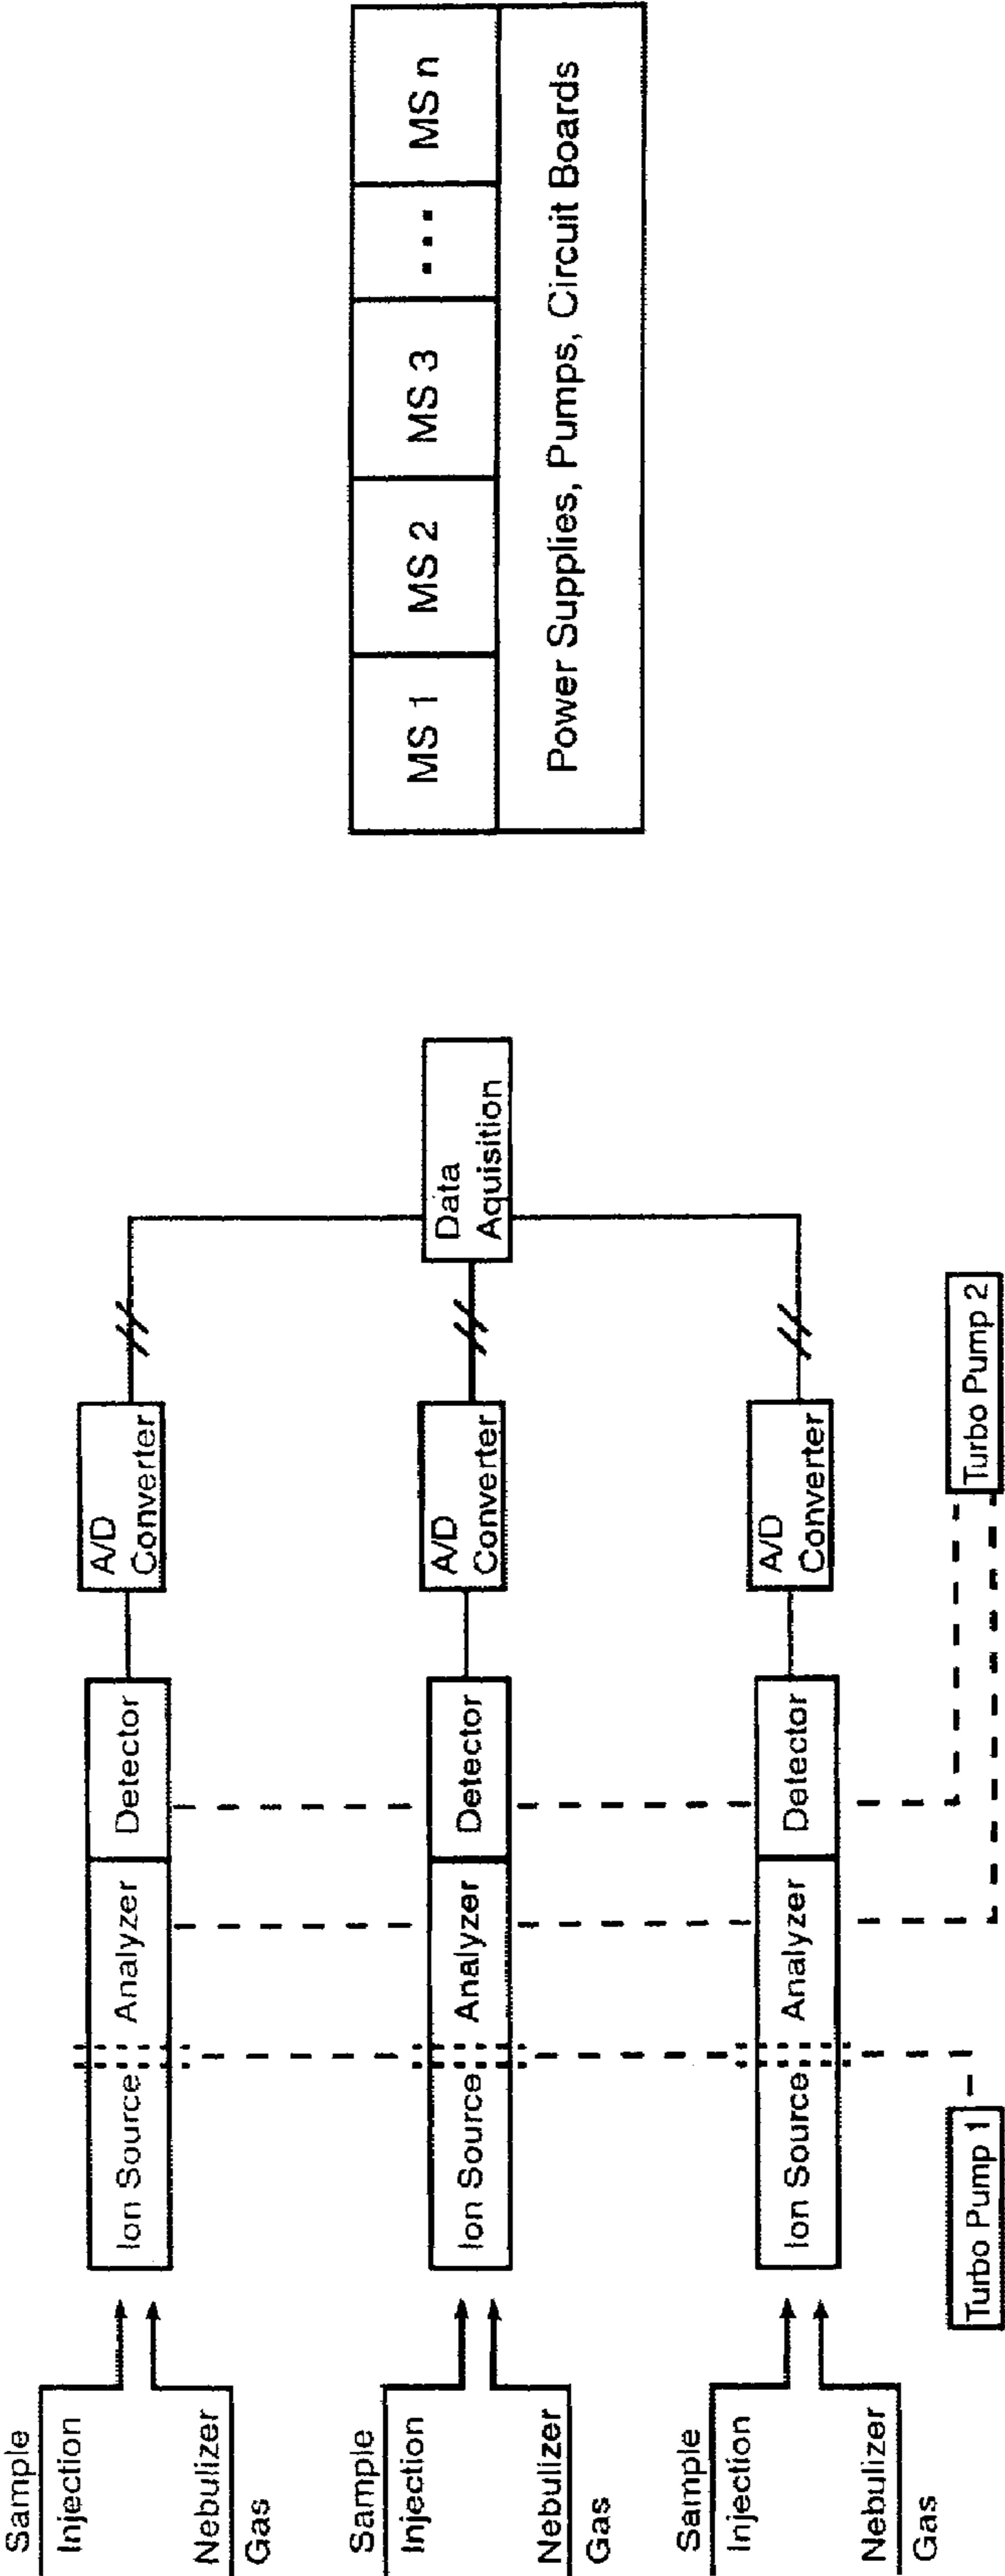 Sample
Injection
Nebulizer
Gas
Ion Source
Analyzer
Detector
A/D
Converter
Sample
Injection
Nebulizer
Gas
Ion Source
Analyzer
Detector
A/D
Converter
Data
Aquisition
Sample
Injection
Nebulizer
Gas
Ion Source
Analyzer
Detector
A/D
Converter
Turbo Pump 1
Turbo Pump 2
MS 1
MS 2
MS 3
...
MS n
Power Supplies, Pumps, Circuit Boards